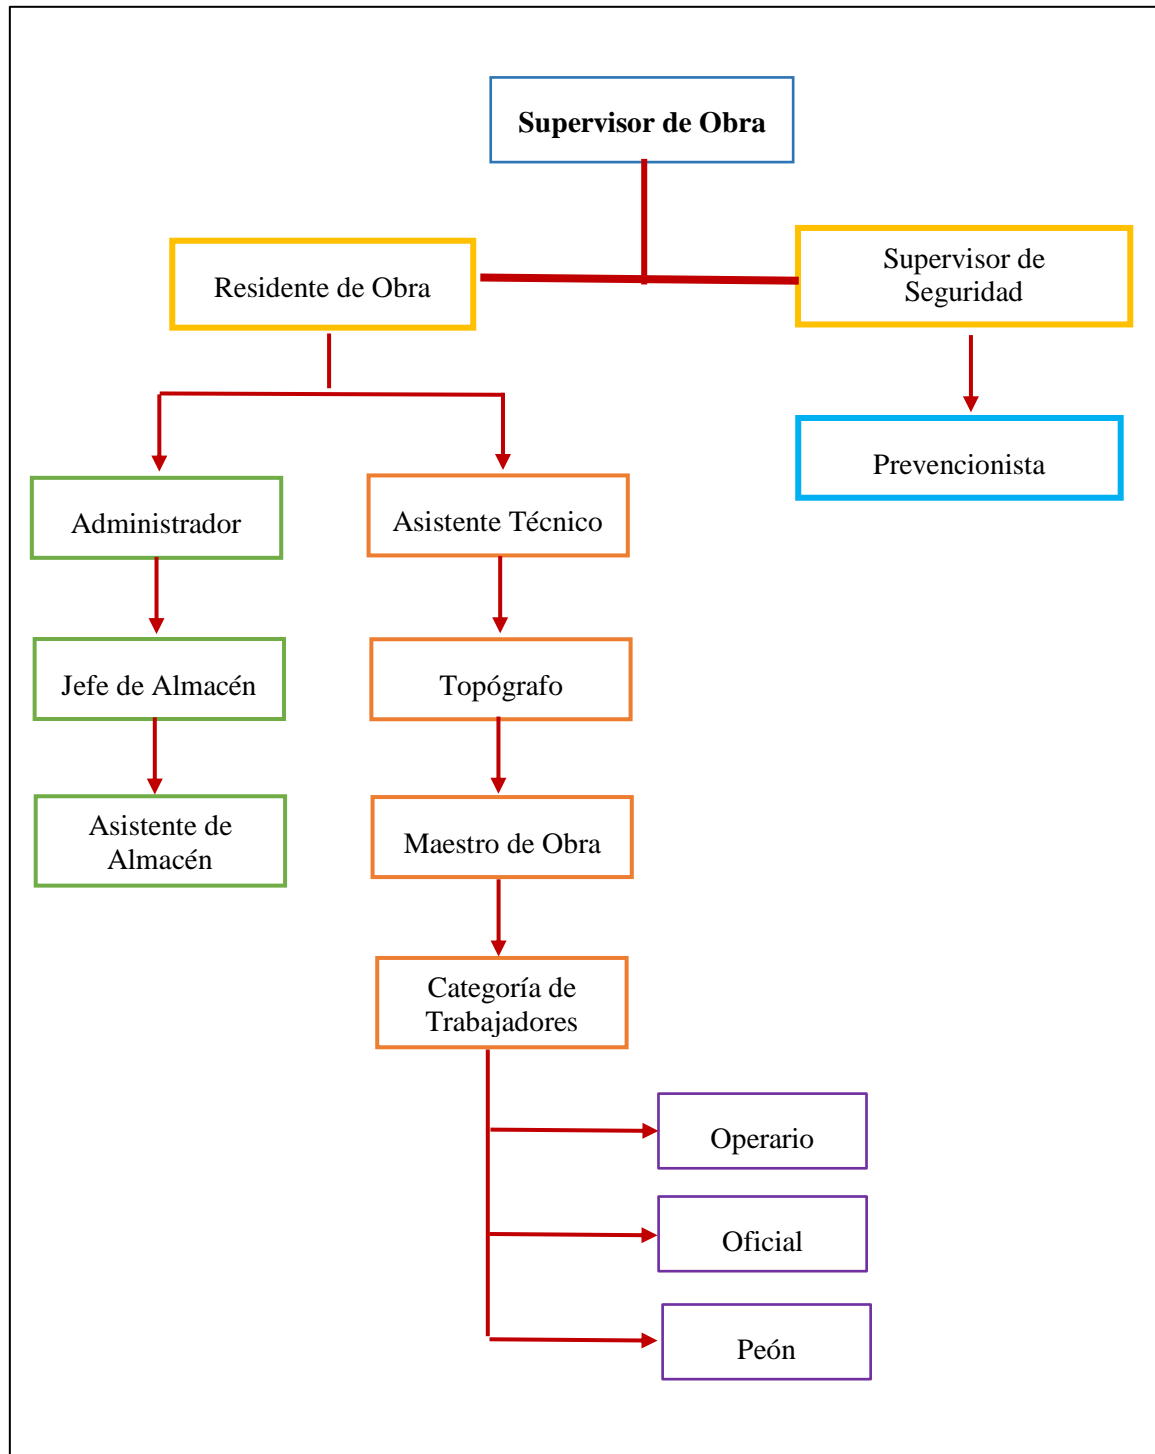 Supervisor de Obra
Residente de Obra
Supervisor de
Seguridad
Prevencionista
Administrador
Asistente Técnico
Jefe de Almacén
Topógrafo
Asistente de
Almacén
Maestro de Obra
Categoría de
Trabajadores
Operario
Oficial
Peón